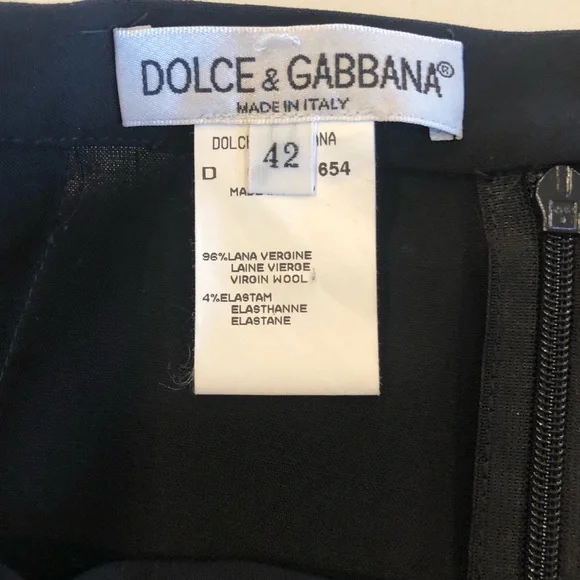 DOLCE & GABBANA®
MADE IN ITALY
42
D 654
96%LANA VERGINE
LAINE VIERGE
VIRGIN WOOL
4%ELASTAM
ELASTHANNE
ELASTANE